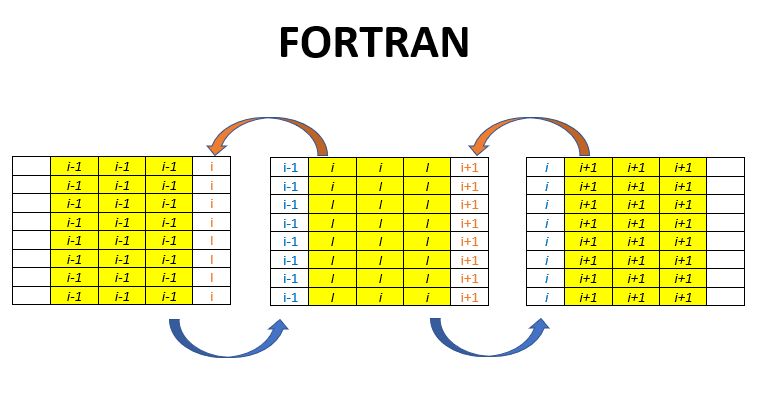 FORTRAN
i-1 i-1 i-1 i i-1 i i I i+1 i i+1 i+1 i+1
i-1 i-1 i-1 i i-1 i I I i+1 i i+1 i+1 i+1
i-1 i-1 i-1 i i-1 I I I i+1 i i+1 i+1 i+1
i-1 i-1 i-1 i i-1 I I I i+1 i i+1 i+1 i+1
i-1 i-1 i-1 I i-1 I I I i+1 i i+1 i+1 i+1
i-1 i-1 i-1 I i-1 I I I i+1 i i+1 i+1 i+1
i-1 i-1 i-1 I i-1 I I I i+1 i i+1 i+1 i+1
i-1 i-1 i-1 i i-1 I i i i+1 i i+1 i+1 i+1